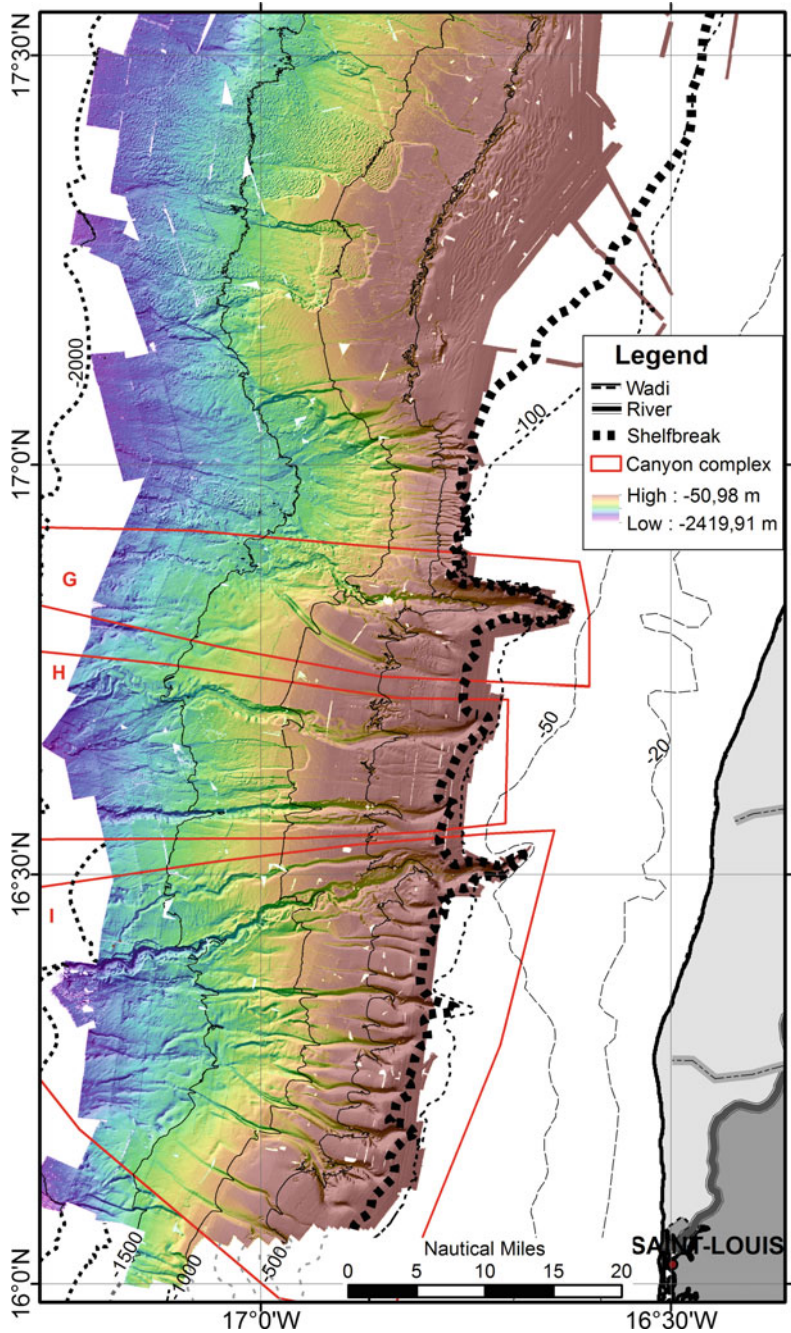 17°30'N
-2000
Legend
Wadi
River
Shelfbreak
Canyon complex
High : -50,98 m
Low : -2419,91 m
-100
17°0'N
G
H
-50
-20
16°30'N
I
-1500
-1000
-500
Nautical Miles
0 5 10 15 20
SAINT-LOUIS
16°0'N
17°0'W
16°30'W